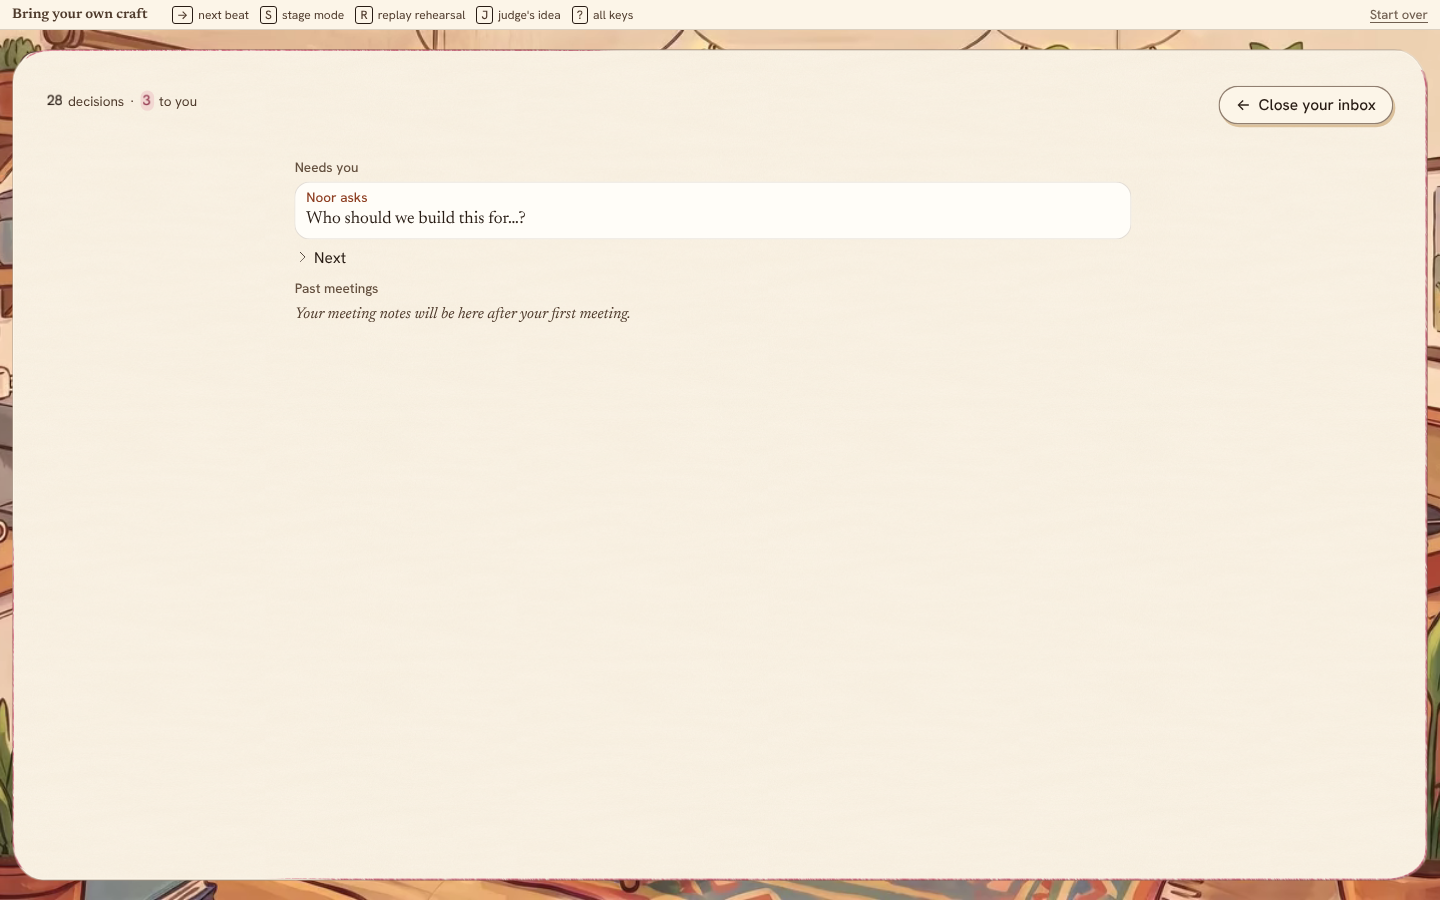 Bring your own craft → next beat S stage mode R replay rehearsal J judge's idea ? all keys Start over
28 decisions · 3 to you
← Close your inbox
Needs you
Noor asks
Who should we build this for…?
Next
Past meetings
Your meeting notes will be here after your first meeting.